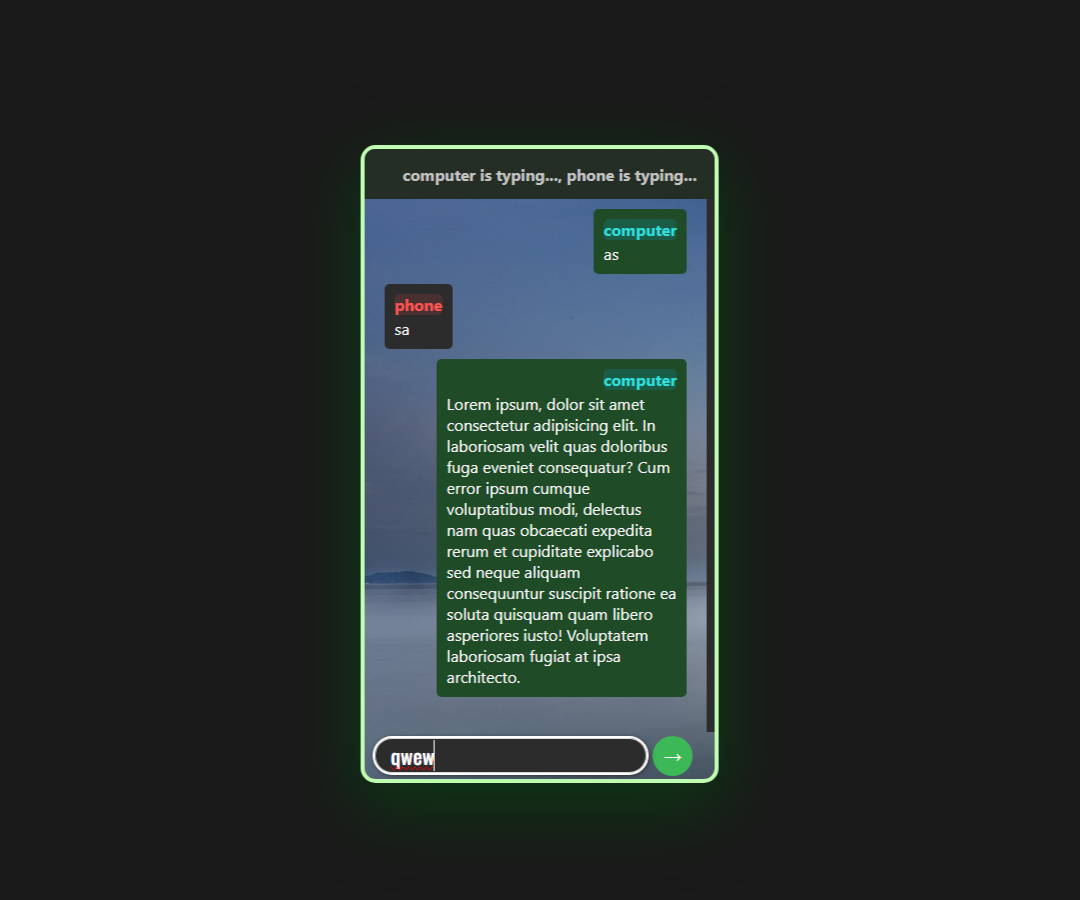 computer is typing..., phone is typing...
computer
as
phone
sa
computer
Lorem ipsum, dolor sit amet
consectetur adipisicing elit. In
laboriosam velit quas doloribus
fuga eveniet consequatur? Cum
error ipsum cumque
voluptatibus modi, delectus
nam quas obcaecati expedita
rerum et cupiditate explicabo
sed neque aliquam
consequuntur suscipit ratione ea
soluta quisquam quam libero
asperiores iusto! Voluptatem
laboriosam fugiat at ipsa
architecto.
qwew
→